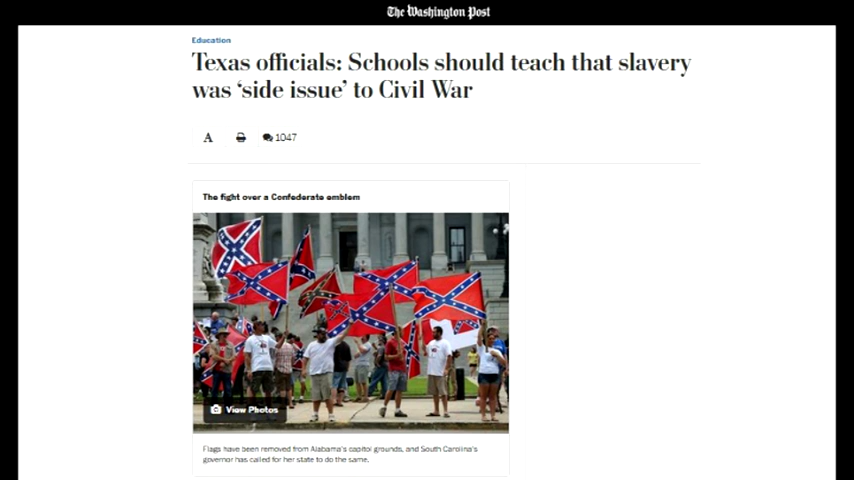 The Washington Post
Education
Texas officials: Schools should teach that slavery
was ‘side issue’ to Civil War
A
1047
The fight over a Confederate emblem
View Photos
Flags have been removed from Alabama's capitol grounds, and South Carolina's
governor has called for her state to do the same.